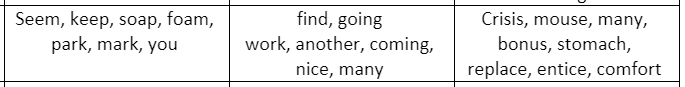 Seem, keep, soap, foam,
park, mark, you
find, going
work, another, coming,
nice, many
Crisis, mouse, many,
bonus, stomach,
replace, entice, comfort